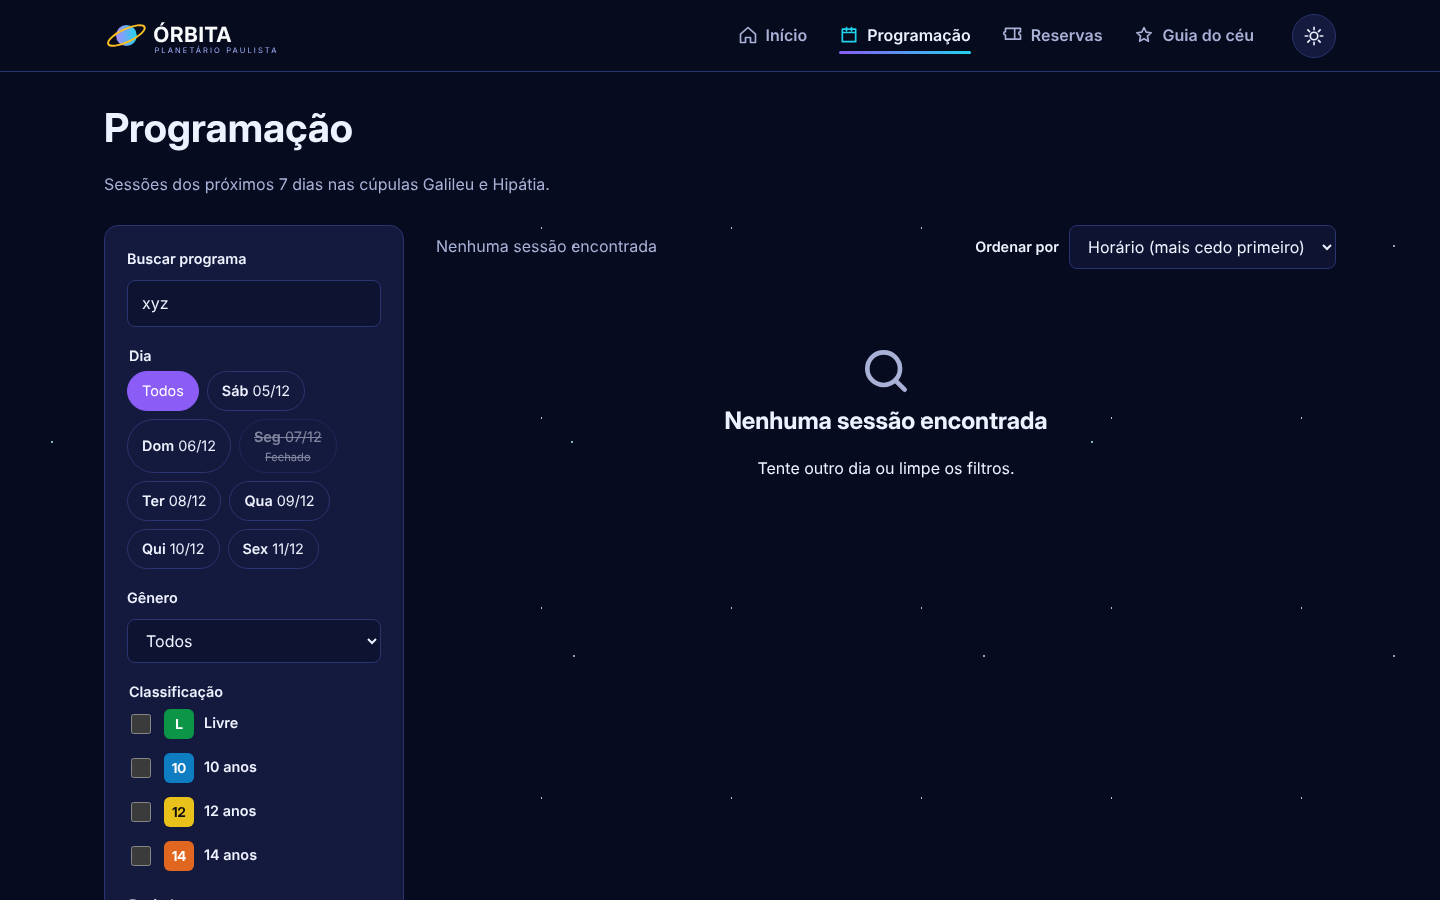 ÓRBITA
PLANETÁRIO PAULISTA
Início
Programação
Reservas
Guia do céu
Programação
Sessões dos próximos 7 dias nas cúpulas Galileu e Hipátia.
Buscar programa
xyz
Dia
Todos
Sáb 05/12
Dom 06/12
Seg 07/12
Fechado
Ter 08/12
Qua 09/12
Qui 10/12
Sex 11/12
Gênero
Todos
Classificação
L Livre
10 10 anos
12 12 anos
14 14 anos
Nenhuma sessão encontrada
Ordenar por
Horário (mais cedo primeiro)
Nenhuma sessão encontrada
Tente outro dia ou limpe os filtros.